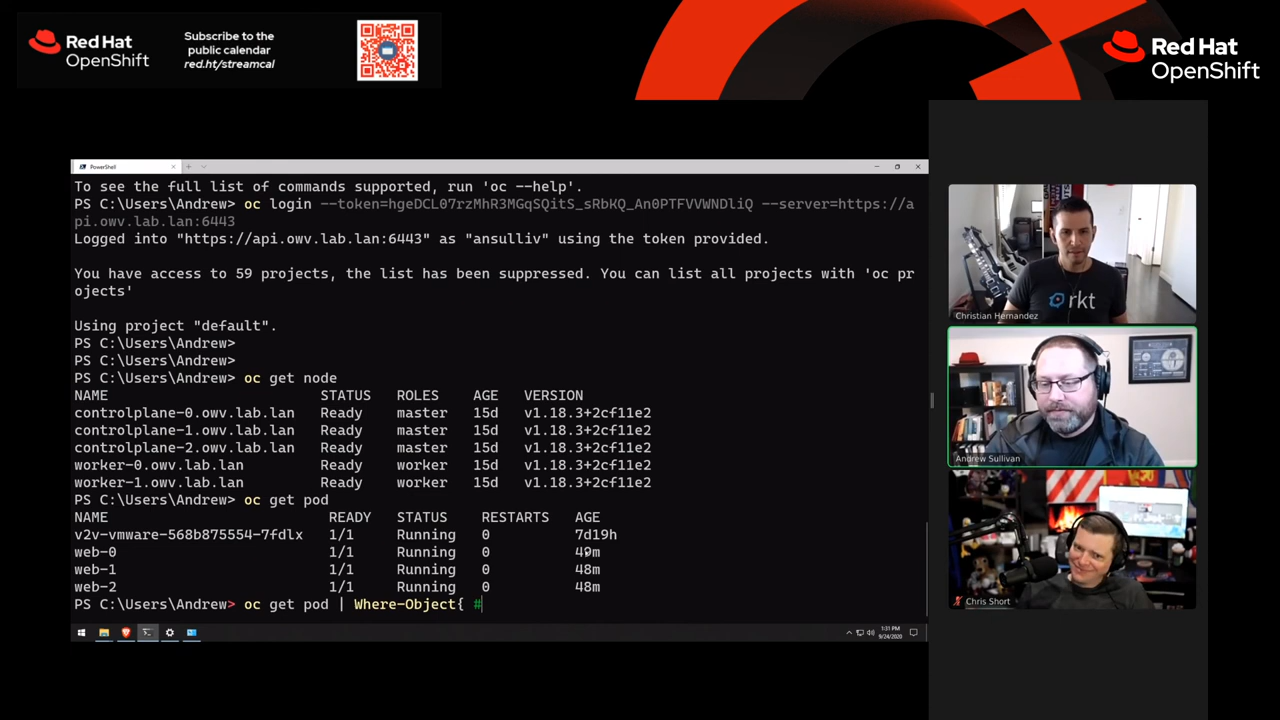 Red Hat
OpenShift
Subscribe to the
public calendar
red.ht/streamcal
Red Hat
OpenShift
PowerShell
To see the full list of commands supported, run 'oc --help'.
PS C:\Users\Andrew> oc login --token=hgeDCL07rzMhR3MGqSQitS_sRbKQ_An0PTFVVWNDliQ --server=https://a
pi.owv.lab.lan:6443
Logged into "https://api.owv.lab.lan:6443" as "ansulliv" using the token provided.
You have access to 59 projects, the list has been suppressed. You can list all projects with 'oc pr
ojects'
Using project "default".
PS C:\Users\Andrew>
PS C:\Users\Andrew>
PS C:\Users\Andrew> oc get node
NAME STATUS ROLES AGE VERSION
controlplane-0.owv.lab.lan Ready master 15d v1.18.3+2cf11e2
controlplane-1.owv.lab.lan Ready master 15d v1.18.3+2cf11e2
controlplane-2.owv.lab.lan Ready master 15d v1.18.3+2cf11e2
worker-0.owv.lab.lan Ready worker 15d v1.18.3+2cf11e2
worker-1.owv.lab.lan Ready worker 15d v1.18.3+2cf11e2
PS C:\Users\Andrew> oc get pod
NAME READY STATUS RESTARTS AGE
v2v-vmware-568b875554-7fdlx 1/1 Running 0 7d19h
web-0 1/1 Running 0 49m
web-1 1/1 Running 0 48m
web-2 1/1 Running 0 48m
PS C:\Users\Andrew> oc get pod | Where-Object{ #
1:31 PM
9/24/2020
rkt
Christian Hernandez
Andrew Sullivan
Chris Short